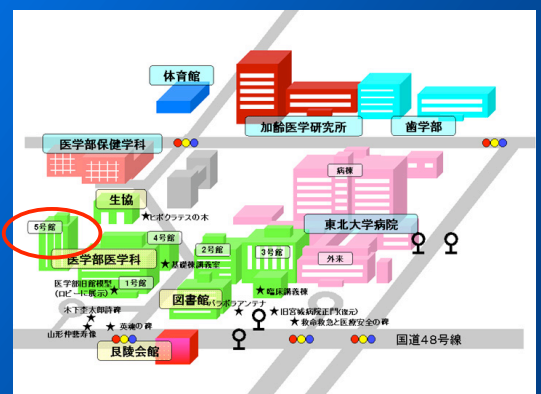 体育館
加齢医学研究所
歯学部
医学部保健学科
病棟
生協
★ヒポクラテスの木
東北大学病院
5号館
4号館
2号館
3号館
外来
医学部医学科
★基礎棟講義室
医学部旧館模型
(ロビーに展示)★
1号館
★臨床講義棟
図書館
パラボラアンテナ
★
木下杢太郎詩碑
★
★旧宮城病院正門(復元)
★救命救急と医療安全の碑
★ ★
山形仲藝寿像 英魂の碑
国道48号線
艮陵会館